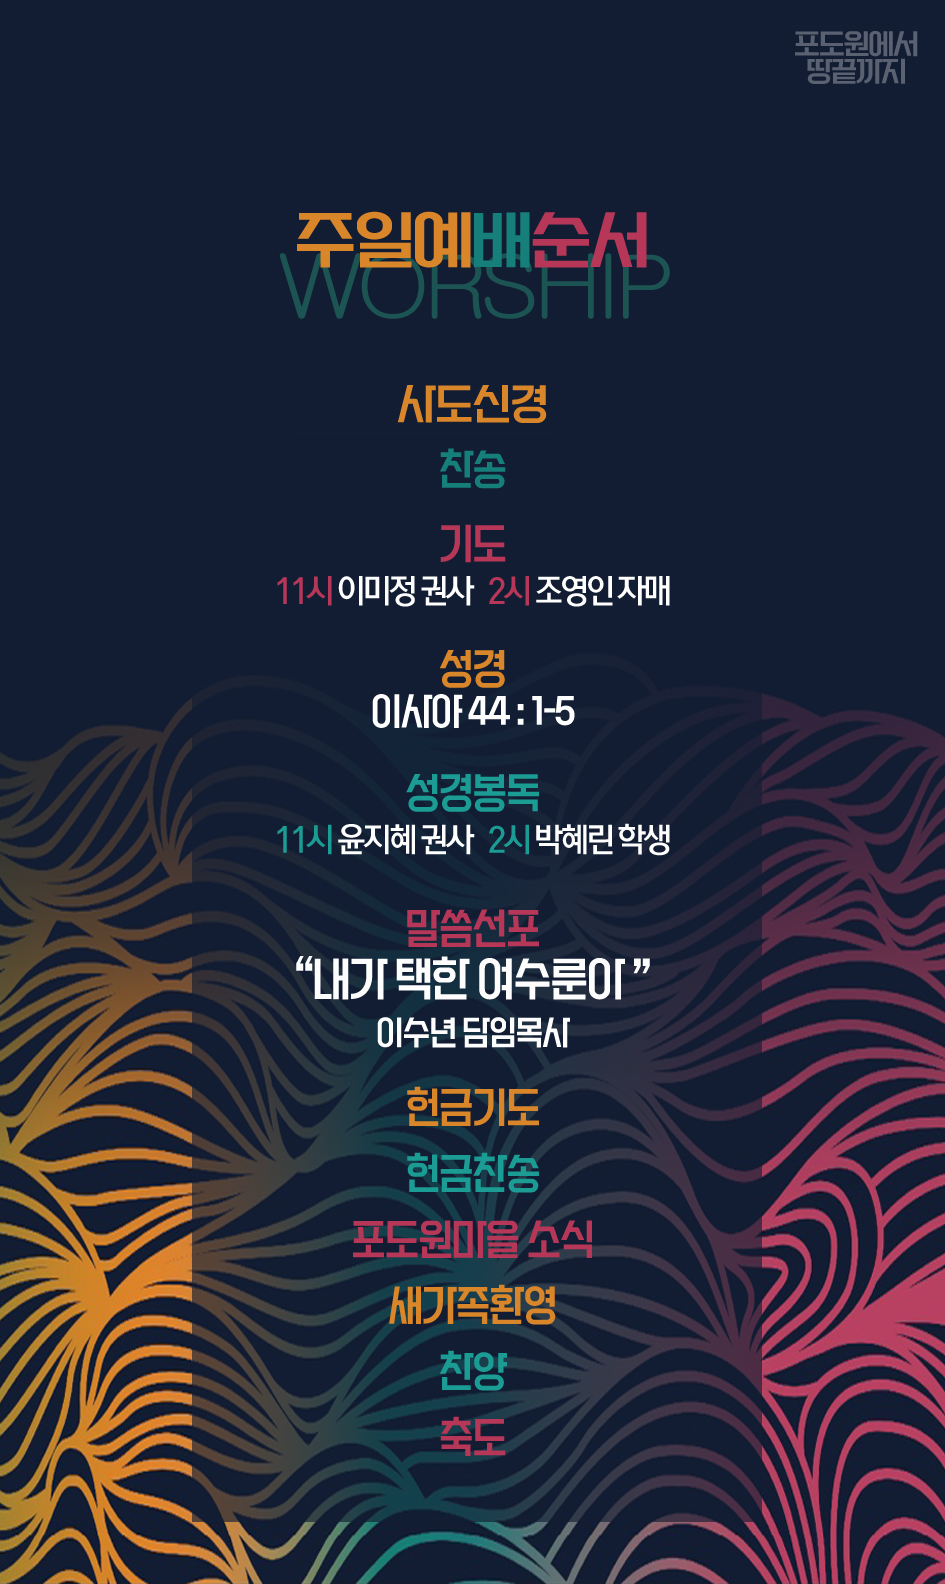 포도원에서
땅끝까지
주일예배순서
WORSHIP
사도신경
찬송
기도
11시 이미정 권사 2시 조영인 자매
성경
이사야 44 : 1-5
성경봉독
11시 윤지혜 권사 2시 박혜린 학생
말씀선포
“내가 택한 여수룬아”
이수년 담임목사
헌금기도
헌금찬송
포도원마을 소식
새가족환영
찬양
축도